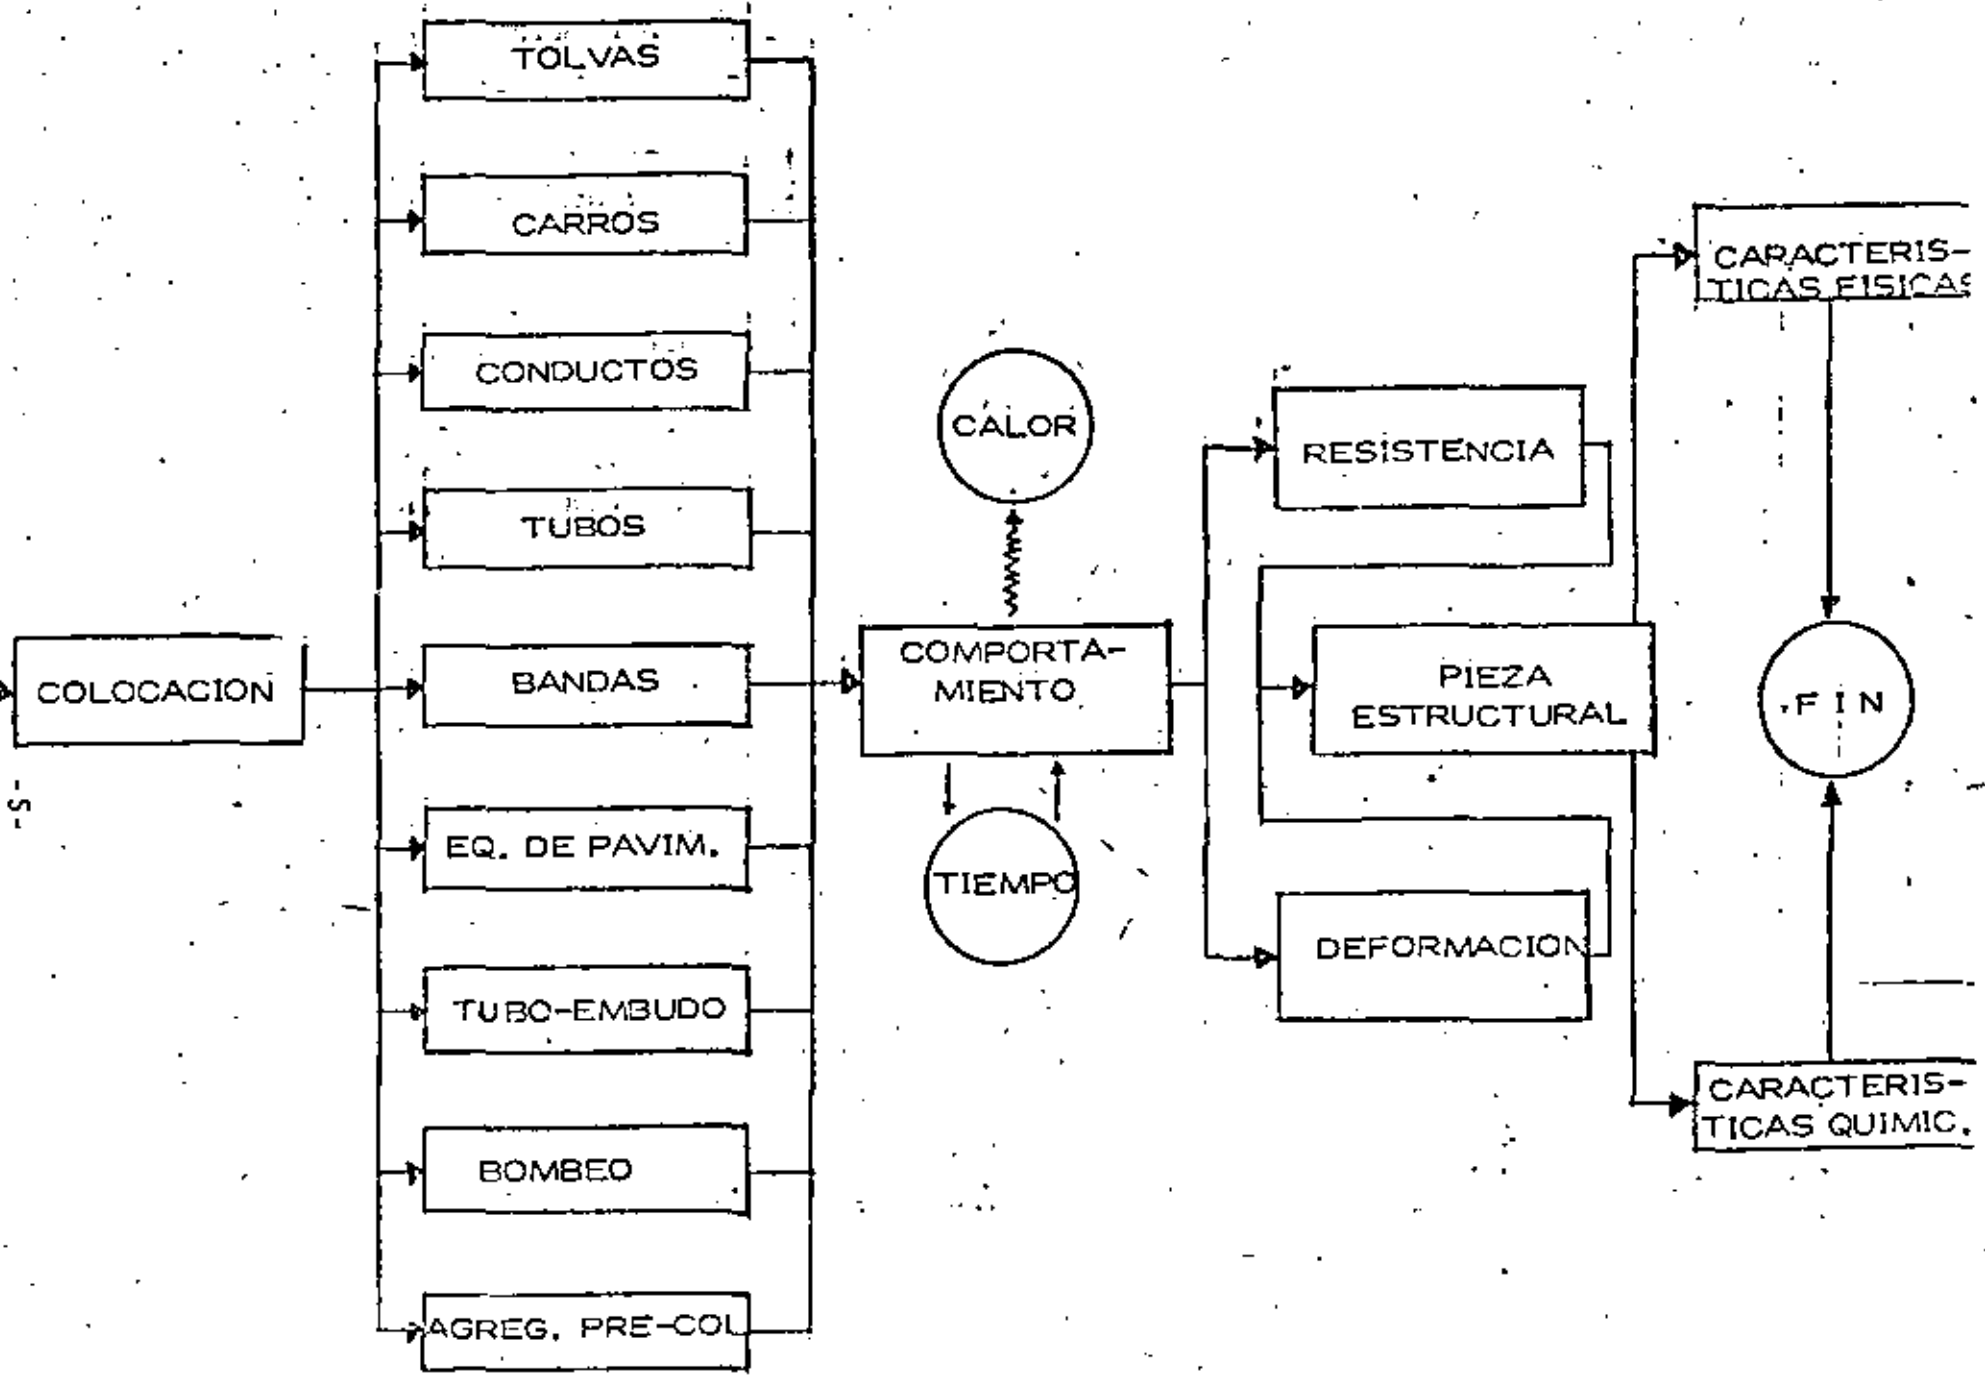 TOLVAS
CARROS
CONDUCTOS
TUBOS
COLOCACION
BANDAS
EQ. DE PAVIM.
TUBO-EMBUDO
BOMBEO
AGREG. PRE-COL
CALOR
COMPORTA-
MIENTO
TIEMPO
RESISTENCIA
PIEZA
ESTRUCTURAL
DEFORMACION
CARACTERIS-
TICAS FISICAS
FIN
CARACTERIS-
TICAS QUIMIC.
-5-